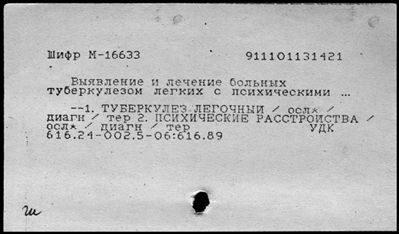 Шифр М-16633 911101131421
Выявление и лечение больных
туберкулезом легких с психическими ...
--1. ТУБЕРКУЛЕЗ ЛЕГОЧНЫЙ / осл* /
диагн / тер 2. ПСИХИЧЕСКИЕ РАССТРОИСТВА /
осл* / диагн / тер УДК
616.24-002.5-06:616.89